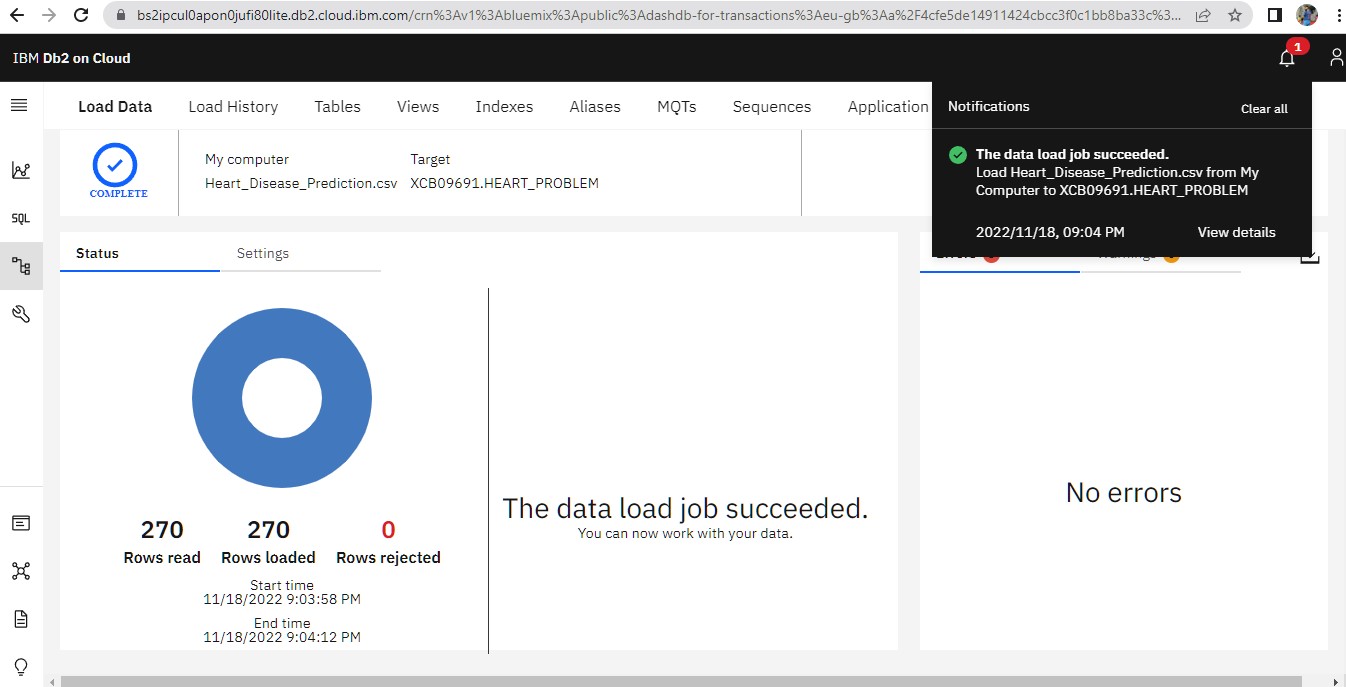 bs2ipcul0apon0jufi80lite.db2.cloud.ibm.com/crn%3Av1%3Abluemix%3Apublic%3Adashdb-for-transactions%3Aeu-gb%3Aa%2F4cfe5de14911424cbcc3f0c1bb8ba33c%3...
IBM Db2 on Cloud
1
Load Data Load History Tables Views Indexes Aliases MQTs Sequences Application
Notifications Clear all
The data load job succeeded.
Load Heart_Disease_Prediction.csv from My
Computer to XCB09691.HEART_PROBLEM
2022/11/18, 09:04 PM View details
My computer Target
Heart_Disease_Prediction.csv XCB09691.HEART_PROBLEM
COMPLETE
SQL
Status Settings
270 270 0
Rows read Rows loaded Rows rejected
Start time
11/18/2022 9:03:58 PM
End time
11/18/2022 9:04:12 PM
The data load job succeeded.
You can now work with your data.
No errors